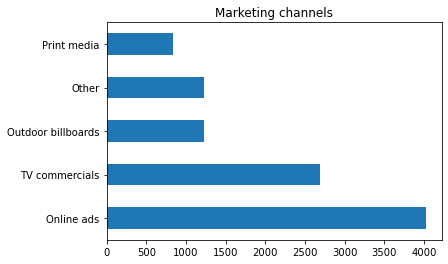 Marketing channels
Print media
Other
Outdoor billboards
TV commercials
Online ads
0 500 1000 1500 2000 2500 3000 3500 4000